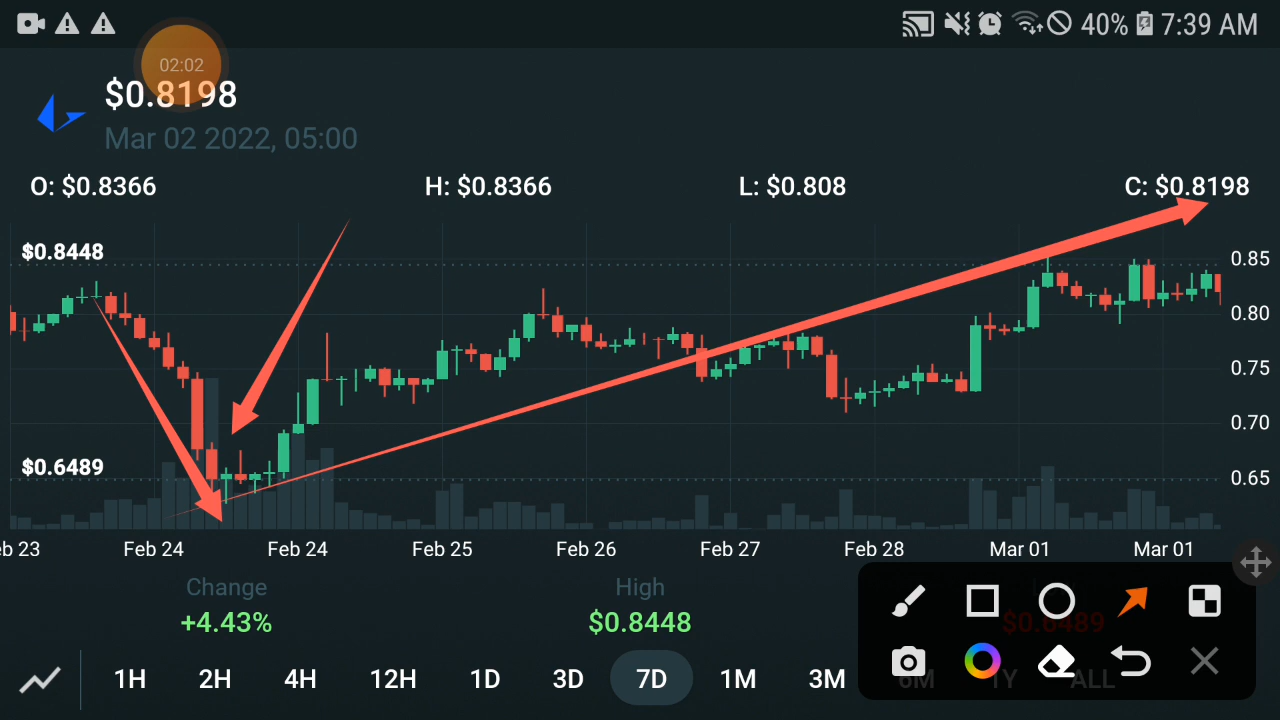 40% 7:39 AM
02:02
$0.8198
Mar 02 2022, 05:00
O: $0.8366 H: $0.8366 L: $0.808 C: $0.8198
$0.8448
0.85
0.80
0.75
0.70
$0.6489
0.65
eb 23 Feb 24 Feb 24 Feb 25 Feb 26 Feb 27 Feb 28 Mar 01 Mar 01
Change High
+4.43% $0.8448 $0.6489
1H 2H 4H 12H 1D 3D 7D 1M 3M 6M 1Y ALL